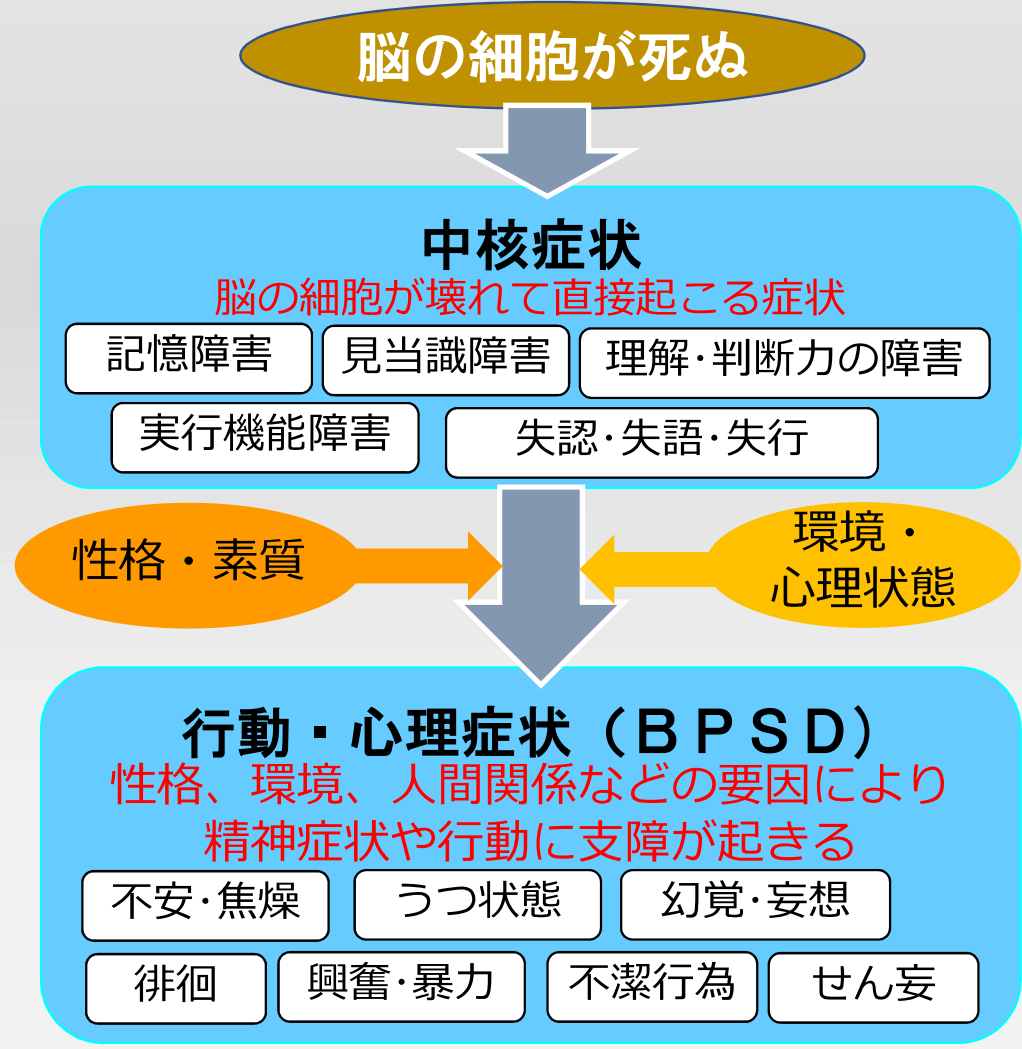 脳の細胞が死ぬ
中核症状
脳の細胞が壊れて直接起こる症状
記憶障害
見当識障害
理解･判断力の障害
実行機能障害
失認･失語･失行
性格・素質
環境・
心理状態
行動・心理症状（ＢＰＳＤ）
性格、環境、人間関係などの要因により
精神症状や行動に支障が起きる
不安･焦燥
うつ状態
幻覚･妄想
徘徊
興奮･暴力
不潔行為
せん妄